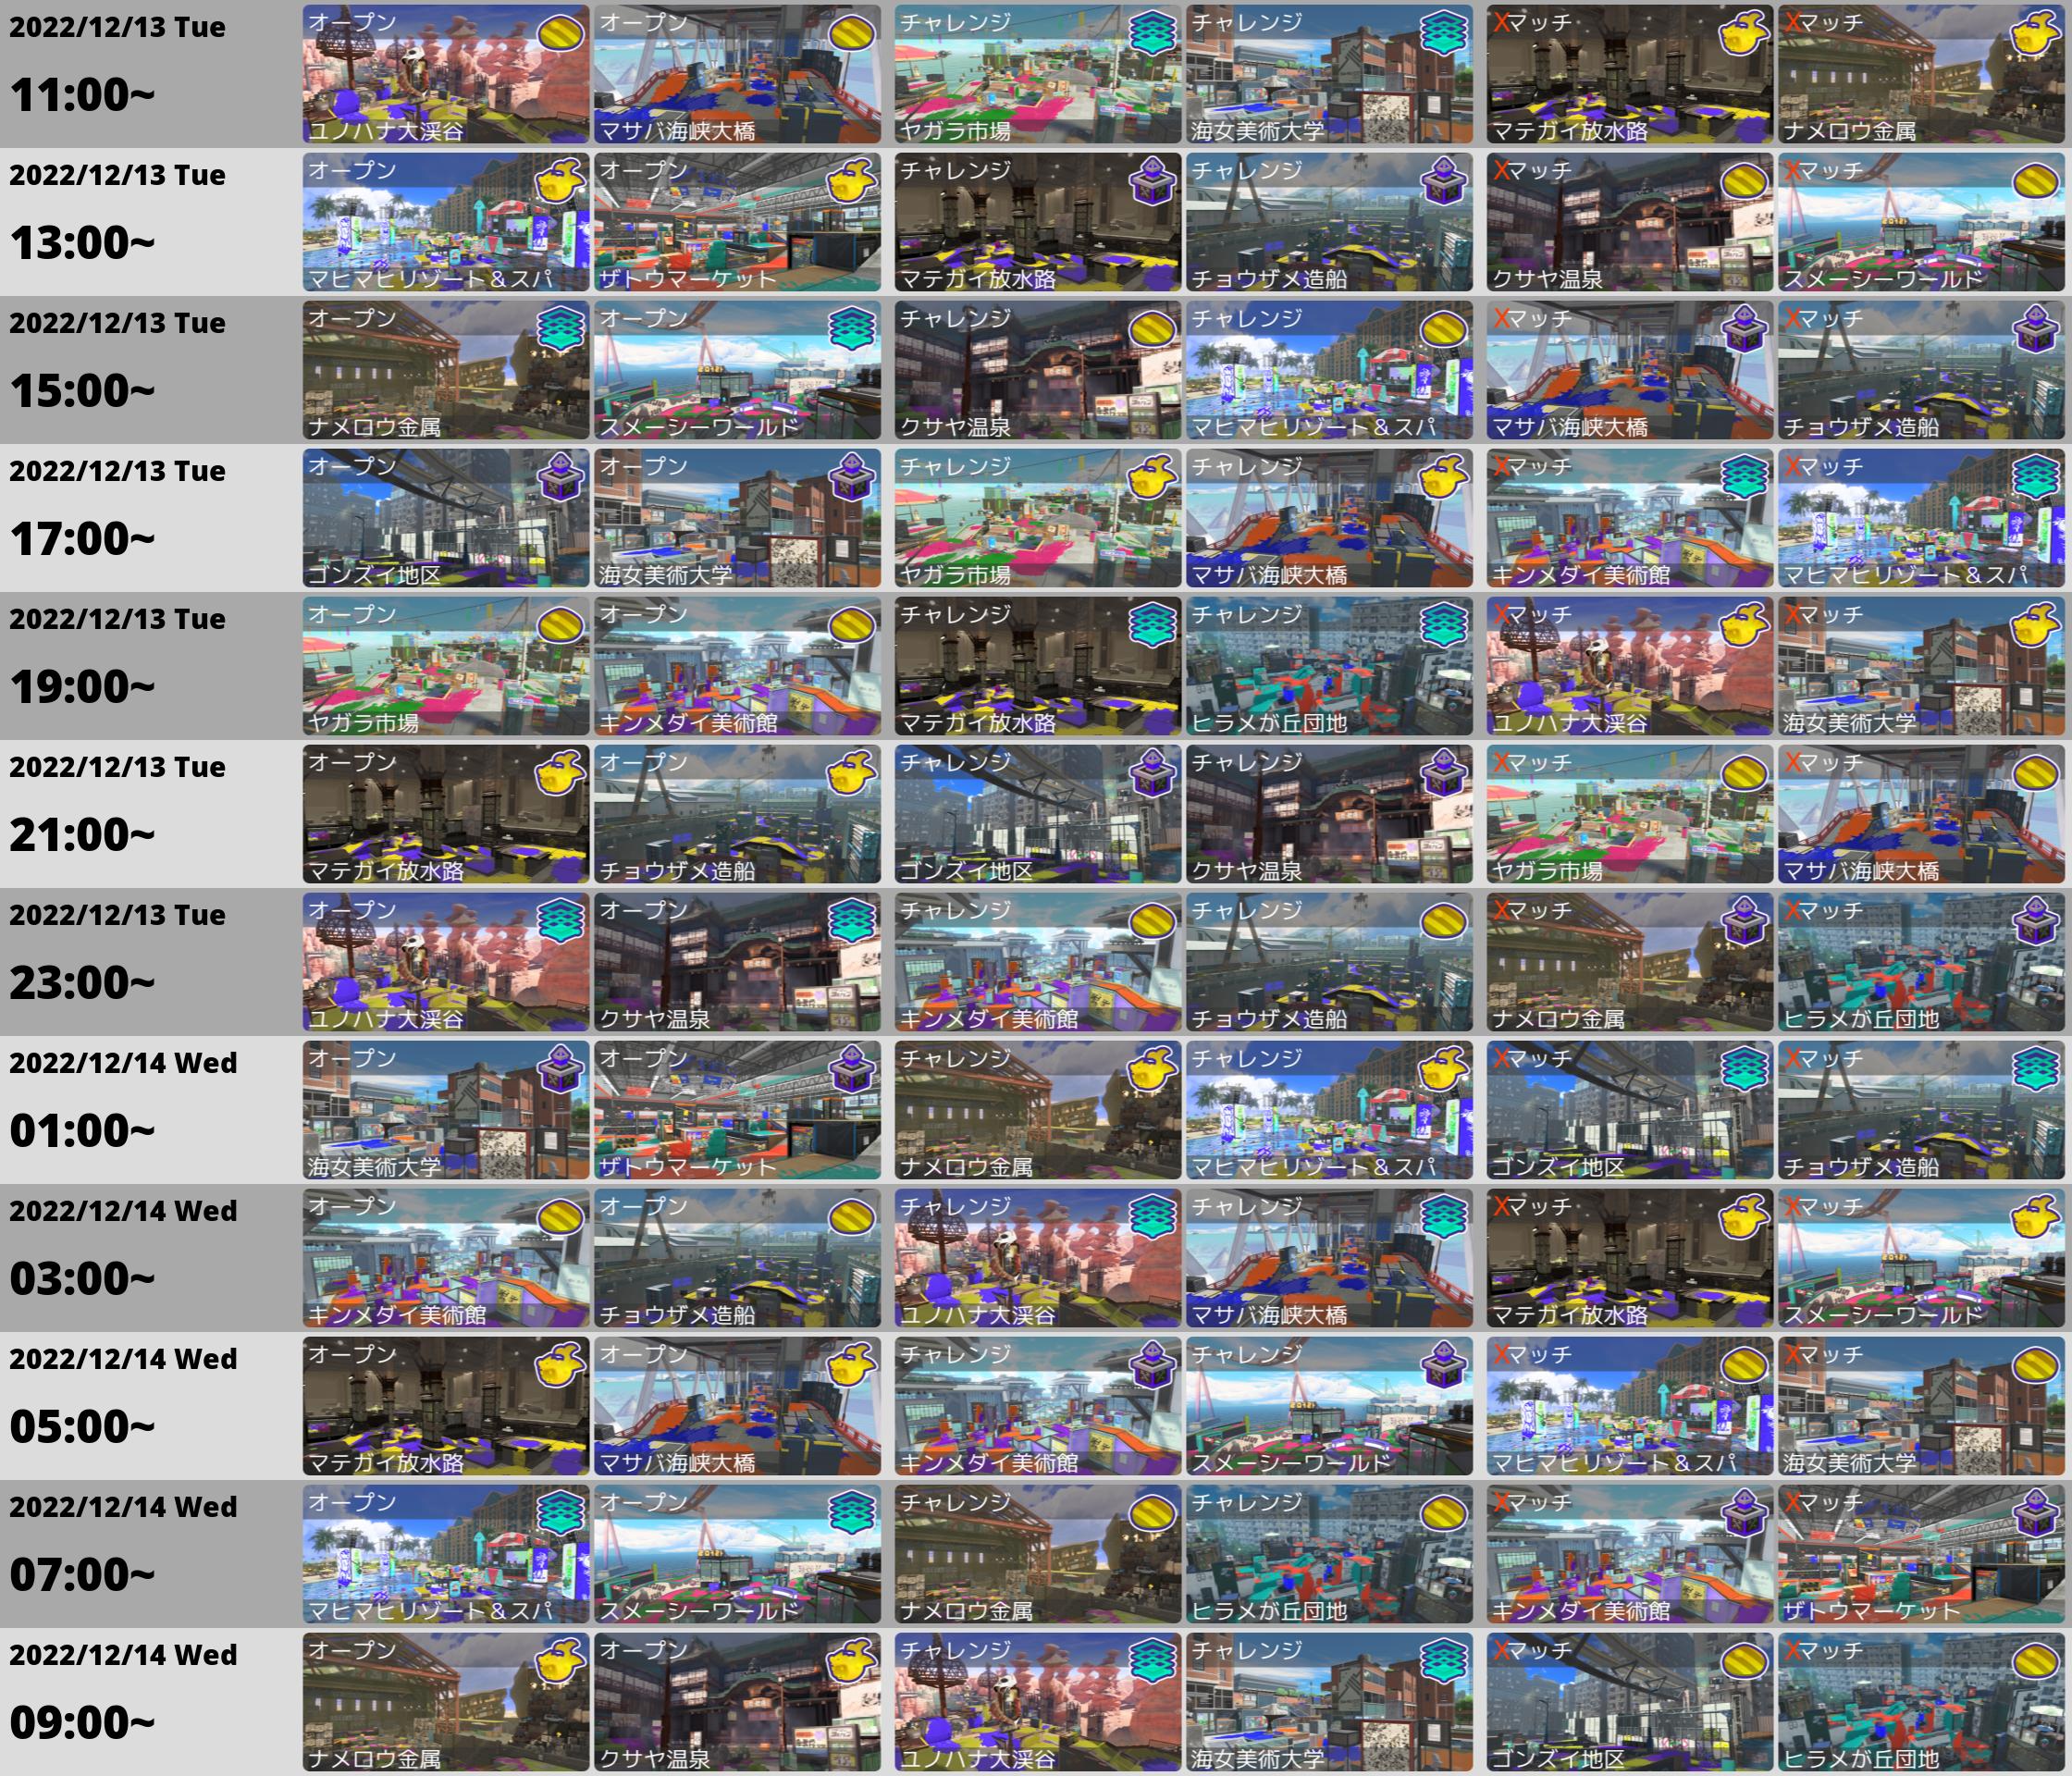 2022/12/13 Tue
11:00~
オープン オープン チャレンジ チャレンジ Xマッチ Xマッチ
ユノハナ大渓谷 マサバ海峡大橋 ヤガラ市場 海女美術大学 マテガイ放水路 ナメロウ金属
2022/12/13 Tue
13:00~
オープン オープン チャレンジ チャレンジ Xマッチ Xマッチ
マヒマヒリゾート&スパ ザトウマーケット マテガイ放水路 チョウザメ造船 クサヤ温泉 スメーシーワールド
2022/12/13 Tue
15:00~
オープン オープン チャレンジ チャレンジ Xマッチ Xマッチ
ナメロウ金属 スメーシーワールド クサヤ温泉 マヒマヒリゾート&スパ マサバ海峡大橋 チョウザメ造船
2022/12/13 Tue
17:00~
オープン オープン チャレンジ チャレンジ Xマッチ Xマッチ
ゴンズイ地区 海女美術大学 ヤガラ市場 マサバ海峡大橋 キンメダイ美術館 マヒマヒリゾート&スパ
2022/12/13 Tue
19:00~
オープン オープン チャレンジ チャレンジ Xマッチ Xマッチ
ヤガラ市場 キンメダイ美術館 マテガイ放水路 ヒラメが丘団地 ユノハナ大渓谷 海女美術大学
2022/12/13 Tue
21:00~
オープン オープン チャレンジ チャレンジ Xマッチ Xマッチ
マテガイ放水路 チョウザメ造船 ゴンズイ地区 クサヤ温泉 ヤガラ市場 マサバ海峡大橋
2022/12/13 Tue
23:00~
オープン オープン チャレンジ チャレンジ Xマッチ Xマッチ
ユノハナ大渓谷 クサヤ温泉 キンメダイ美術館 チョウザメ造船 ナメロウ金属 ヒラメが丘団地
2022/12/14 Wed
01:00~
オープン オープン チャレンジ チャレンジ Xマッチ Xマッチ
海女美術大学 ザトウマーケット ナメロウ金属 マヒマヒリゾート&スパ ゴンズイ地区 チョウザメ造船
2022/12/14 Wed
03:00~
オープン オープン チャレンジ チャレンジ Xマッチ Xマッチ
キンメダイ美術館 チョウザメ造船 ユノハナ大渓谷 マサバ海峡大橋 マテガイ放水路 スメーシーワールド
2022/12/14 Wed
05:00~
オープン オープン チャレンジ チャレンジ Xマッチ Xマッチ
マテガイ放水路 マサバ海峡大橋 キンメダイ美術館 スメーシーワールド マヒマヒリゾート&スパ 海女美術大学
2022/12/14 Wed
07:00~
オープン オープン チャレンジ チャレンジ Xマッチ Xマッチ
マヒマヒリゾート&スパ スメーシーワールド ナメロウ金属 ヒラメが丘団地 キンメダイ美術館 ザトウマーケット
2022/12/14 Wed
09:00~
オープン オープン チャレンジ チャレンジ Xマッチ Xマッチ
ナメロウ金属 クサヤ温泉 ユノハナ大渓谷 海女美術大学 ゴンズイ地区 ヒラメが丘団地